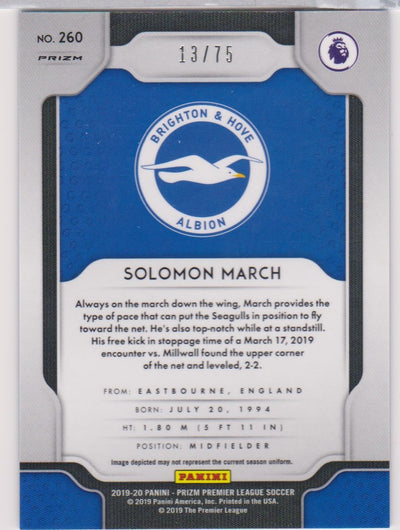 NO. 260
PRIZM
13/75
BRIGHTON & HOVE
ALBION
SOLOMON MARCH
Always on the march down the wing, March provides the
type of pace that can put the Seagulls in position to fly
toward the net. He's also top-notch while at a standstill.
His free kick in stoppage time of a March 17, 2019
encounter vs. Millwall found the upper corner
of the net and leveled, 2-2.
FROM: EASTBOURNE, ENGLAND
BORN: JULY 20, 1994
HT: 1.80 M (5 FT 11 IN)
POSITION: MIDFIELDER
Image depicted may not represent the current season uniform.
PANINI
2019-20 PANINI - PRIZM PREMIER LEAGUE SOCCER
© 2019 Panini America, Inc. Printed in the USA.
© 2019 The Premier League